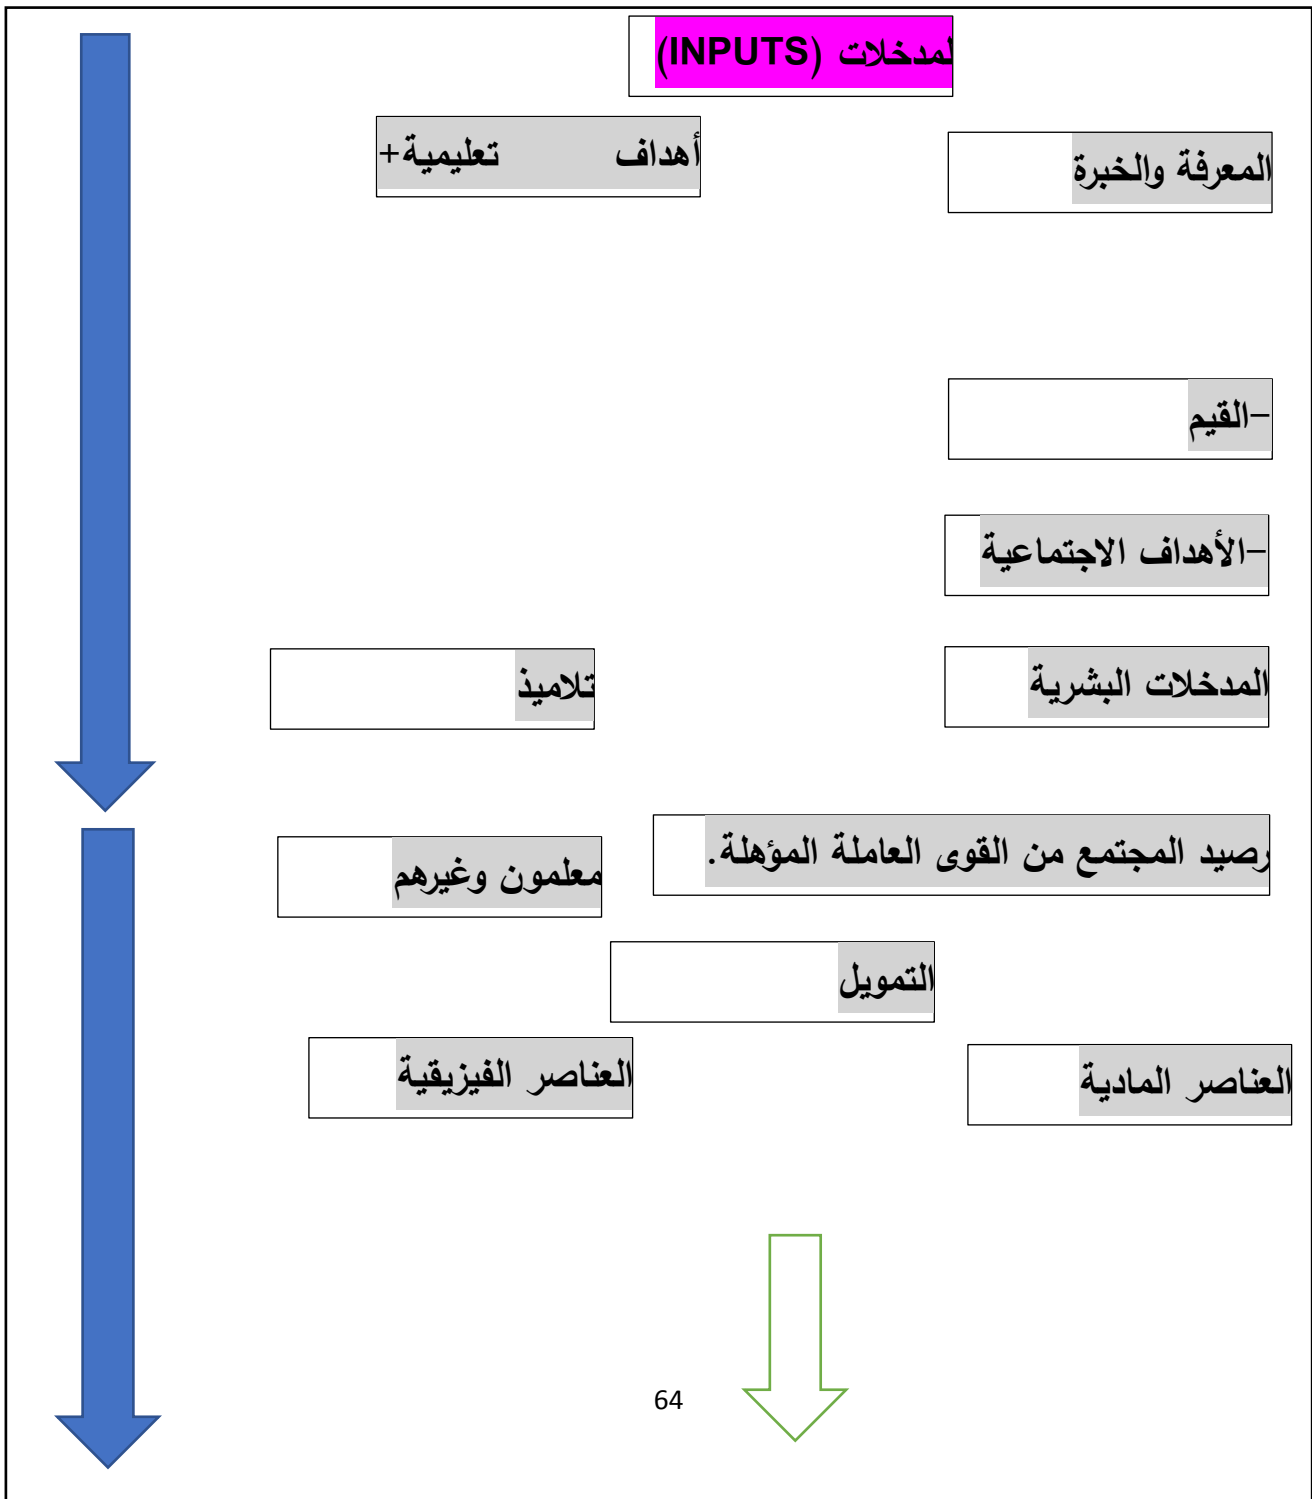 لمدخلات (INPUTS)
المعرفة والخبرة
أهداف تعليمية+
-القيم
-الأهداف الاجتماعية
المدخلات البشرية
تلاميذ
رصيد المجتمع من القوى العاملة المؤهلة.
معلمون وغيرهم
التمويل
العناصر المادية
العناصر الفيزيقية
64